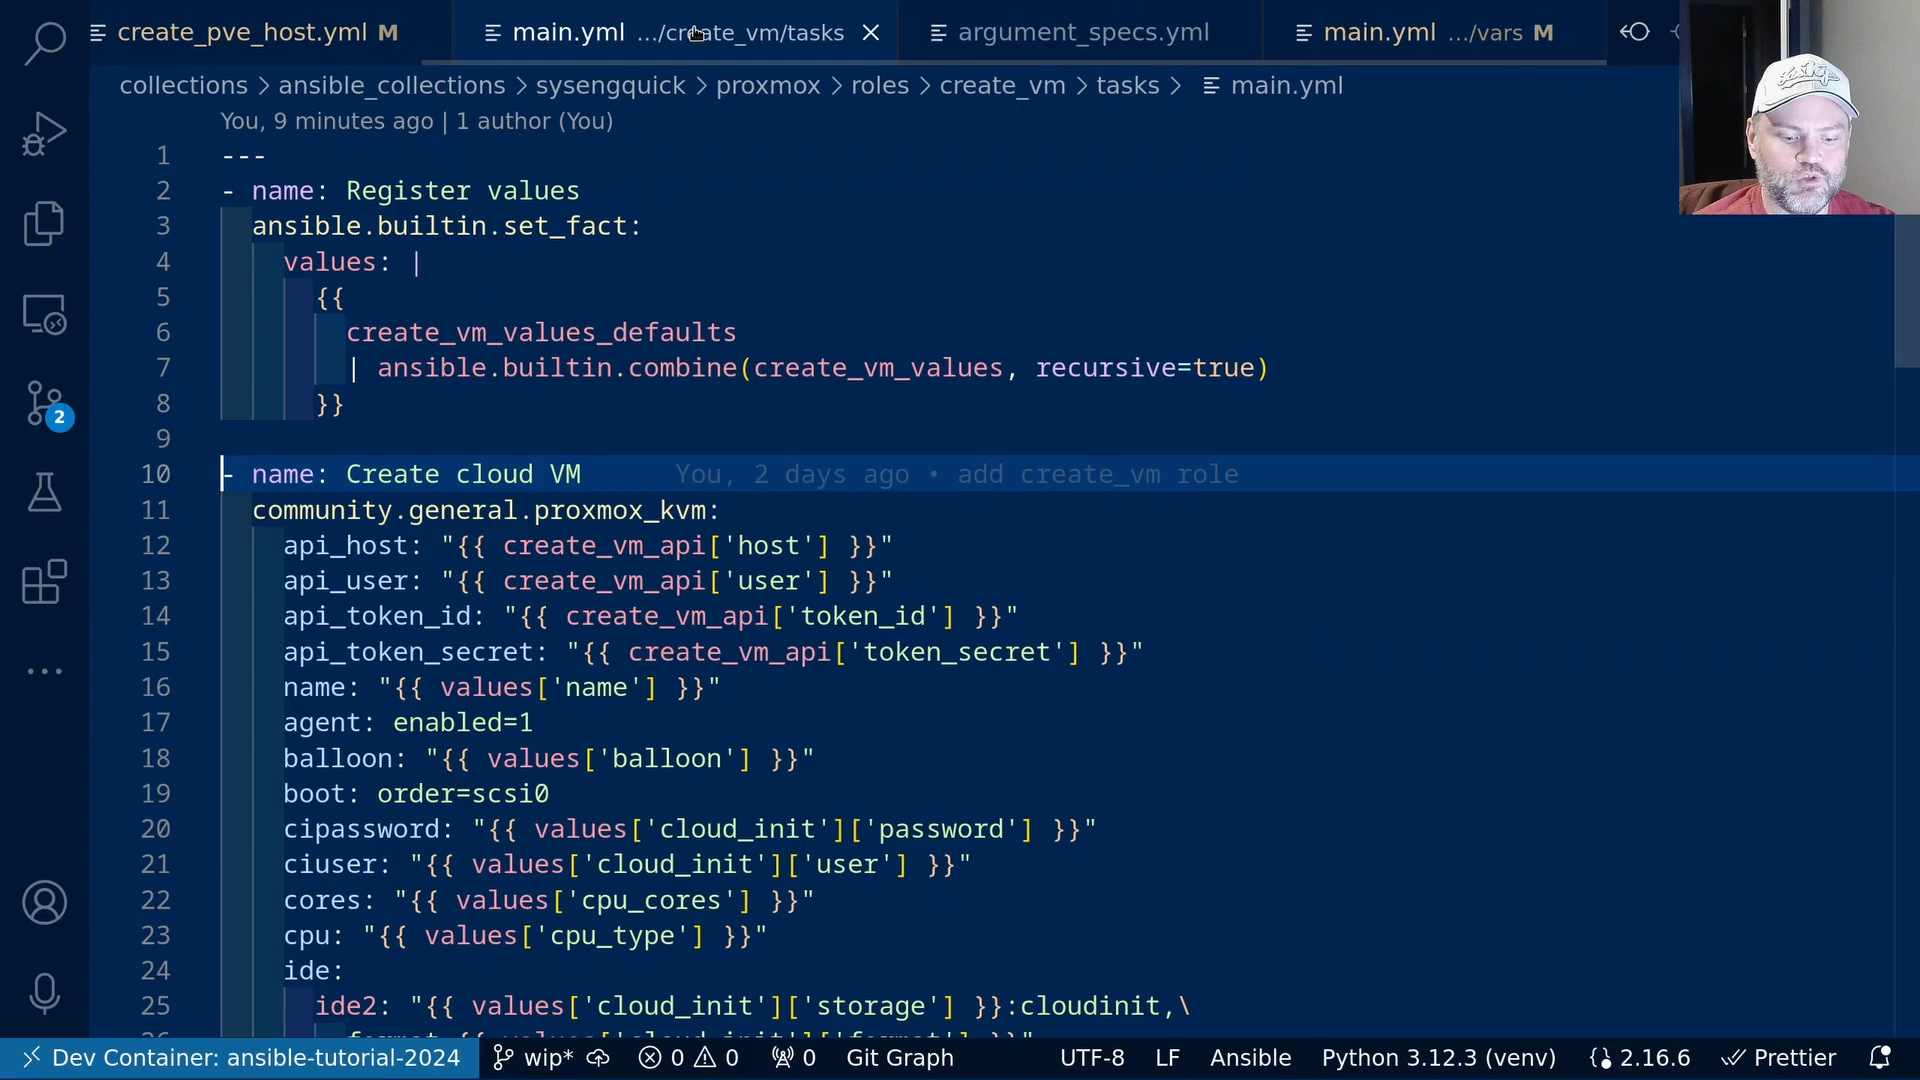 create_pve_host.yml M
main.yml .../create_vm/tasks
argument_specs.yml
main.yml .../vars M
collections > ansible_collections > sysengquick > proxmox > roles > create_vm > tasks > main.yml
You, 9 minutes ago | 1 author (You)
1 ---
2 - name: Register values
3 ansible.builtin.set_fact:
4 values: |
5 {{
6 create_vm_values_defaults
7 | ansible.builtin.combine(create_vm_values, recursive=true)
8 }}
9
10 - name: Create cloud VM You, 2 days ago • add create_vm role
11 community.general.proxmox_kvm:
12 api_host: "{{ create_vm_api['host'] }}"
13 api_user: "{{ create_vm_api['user'] }}"
14 api_token_id: "{{ create_vm_api['token_id'] }}"
15 api_token_secret: "{{ create_vm_api['token_secret'] }}"
16 name: "{{ values['name'] }}"
17 agent: enabled=1
18 balloon: "{{ values['balloon'] }}"
19 boot: order=scsi0
20 cipassword: "{{ values['cloud_init']['password'] }}"
21 ciuser: "{{ values['cloud_init']['user'] }}"
22 cores: "{{ values['cpu_cores'] }}"
23 cpu: "{{ values['cpu_type'] }}"
24 ide:
25 ide2: "{{ values['cloud_init']['storage'] }}:cloudinit,\
2
Dev Container: ansible-tutorial-2024 wip* 0 0 0 Git Graph UTF-8 LF Ansible Python 3.12.3 (venv) 2.16.6 Prettier